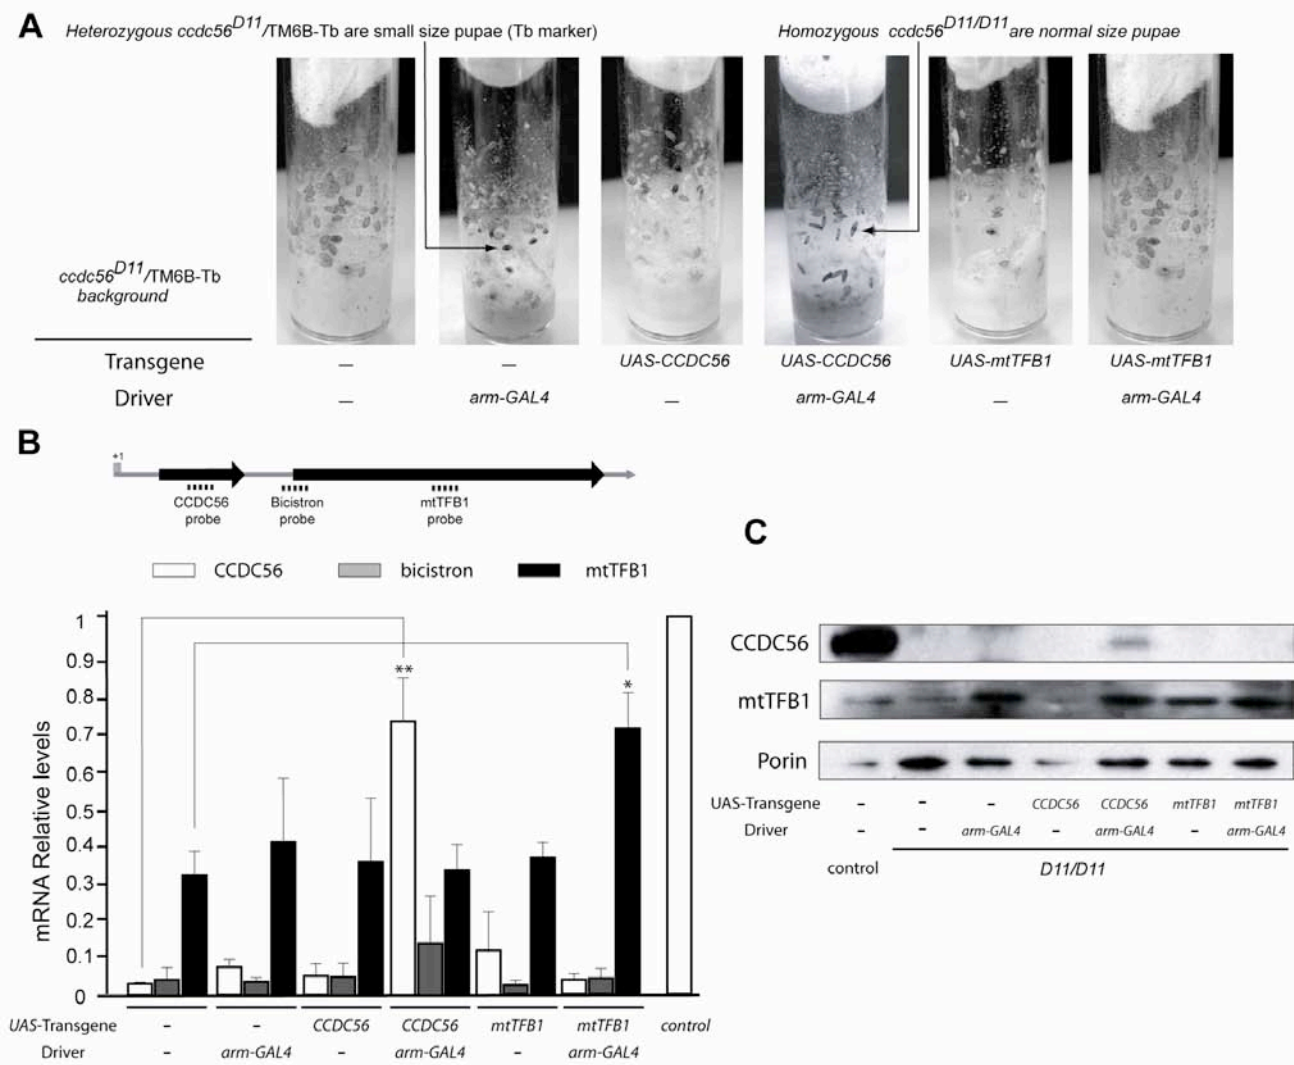 A
Heterozygous ccdc56D11/TM6B-Tb are small size pupae (Tb marker)
Homozygous ccdc56D11/D11 are normal size pupae
ccdc56D11/TM6B-Tb
background
Transgene – – UAS-CCDC56 UAS-CCDC56 UAS-mtTFB1 UAS-mtTFB1
Driver – arm-GAL4 – arm-GAL4 – arm-GAL4
B
+1
CCDC56
probe
Bicistron
probe
mtTFB1
probe
CCDC56 bicistron mtTFB1
mRNA Relative levels
1
0.9
0.8
0.7
0.6
0.5
0.4
0.3
0.2
0.1
0
**
*
UAS-Transgene - - CCDC56 CCDC56 mtTFB1 mtTFB1 control
Driver - arm-GAL4 - arm-GAL4 - arm-GAL4
C
CCDC56
mtTFB1
Porin
UAS-Transgene - - - CCDC56 CCDC56 mtTFB1 mtTFB1
Driver - - arm-GAL4 - arm-GAL4 - arm-GAL4
control D11/D11